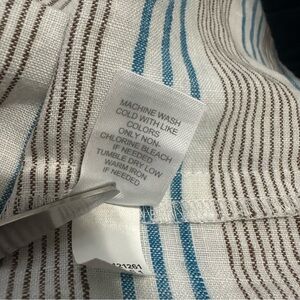 MACHINE WASH
COLD WITH LIKE
COLORS
ONLY NON-
CHLORINE BLEACH
IF NEEDED
TUMBLE DRY LOW
WARM IRON
IF NEEDED
121261